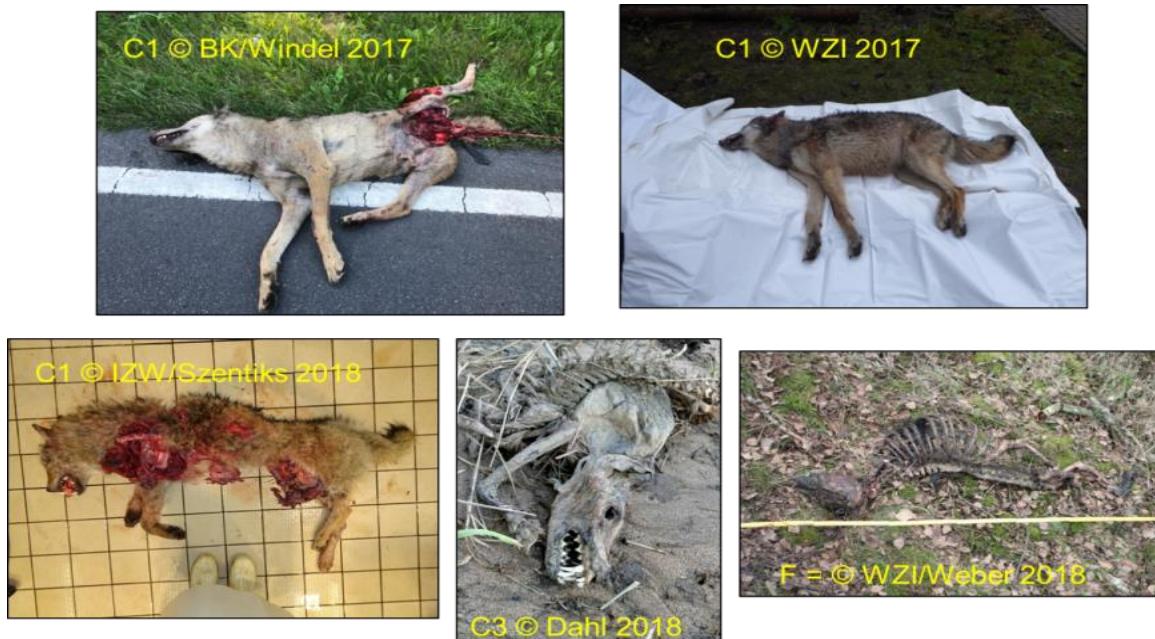 C1 © BK/Windel 2017
C1 © WZI 2017
C1 © IZW/Szentiks 2018
C3 © Dahl 2018
F = © WZI/Weber 2018